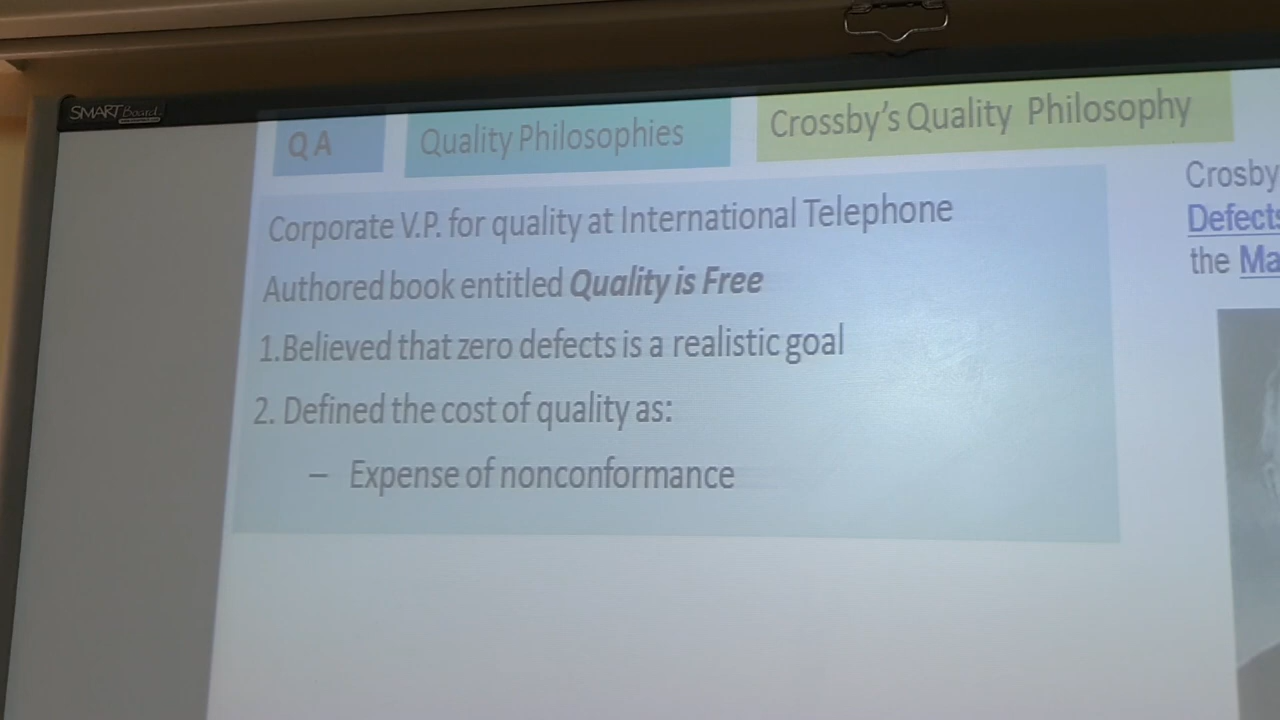 SMART Board
Q A
Quality Philosophies
Crossby's Quality Philosophy
Corporate V.P. for quality at International Telephone
Authored book entitled Quality is Free
1.Believed that zero defects is a realistic goal
2. Defined the cost of quality as:
– Expense of nonconformance
Crosby
Defects
the Ma